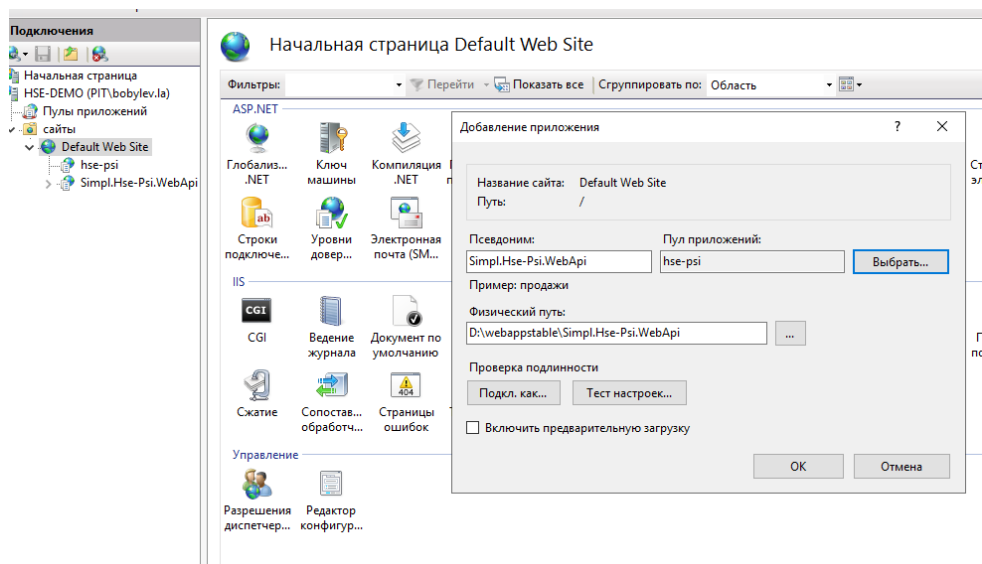 Подключения
Начальная страница
HSE-DEMO (PIT\bobylev.la)
Пулы приложений
сайты
Default Web Site
hse-psi
Simpl.Hse-Psi.WebApi
Начальная страница Default Web Site
Фильтры: Перейти Показать все Сгруппировать по: Область
ASP.NET
Глобализ... Ключ Компиляция
.NET машины .NET
ab
Строки Уровни Электронная
подключе... довер... почта (SM...
IIS
CGI
404
CGI Ведение Документ по
журнала умолчанию
Сжатие Сопостав... Страницы
обработч... ошибок
Управление
Разрешения Редактор
диспетчер... конфигур...
Добавление приложения ?
Название сайта: Default Web Site
Путь: /
Псевдоним: Пул приложений:
Simpl.Hse-Psi.WebApi hse-psi Выбрать...
Пример: продажи
Физический путь:
D:\webappstable\Simpl.Hse-Psi.WebApi ...
Проверка подлинности
Подкл. как... Тест настроек...
Включить предварительную загрузку
OK Отмена